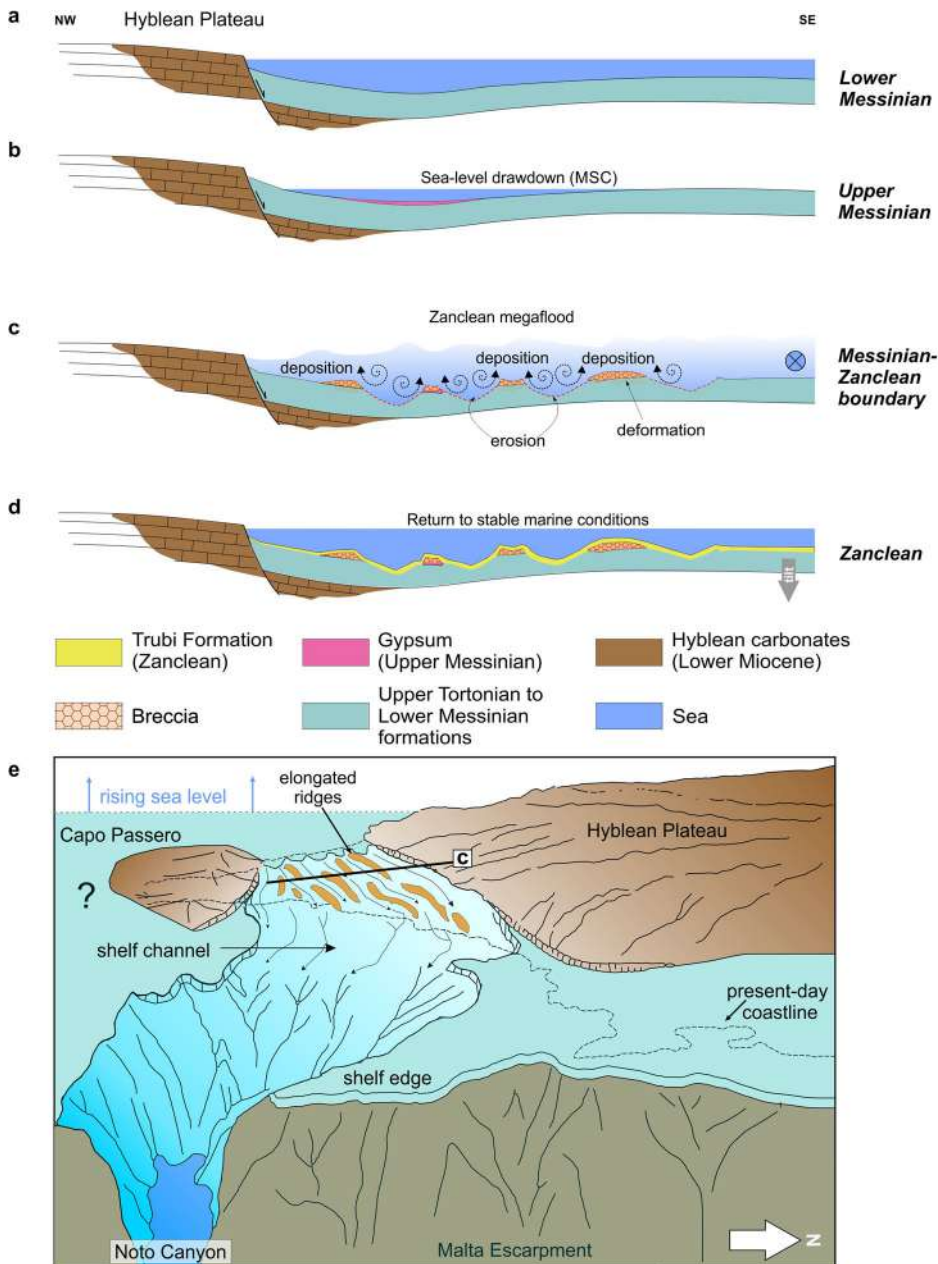 a
NW
Hyblean Plateau
SE
Lower
Messinian
b
Sea-level drawdown (MSC)
Upper
Messinian
c
Zanclean megaflood
deposition
deposition
deposition
erosion
deformation
Messinian-
Zanclean
boundary
d
Return to stable marine conditions
Zanclean
tilt
Trubi Formation
(Zanclean)
Gypsum
(Upper Messinian)
Hyblean carbonates
(Lower Miocene)
Breccia
Upper Tortonian to
Lower Messinian
formations
Sea
e
rising sea level
elongated
ridges
Capo Passero
Hyblean Plateau
c
?
shelf channel
present-day
coastline
shelf edge
Noto Canyon
Malta Escarpment
N